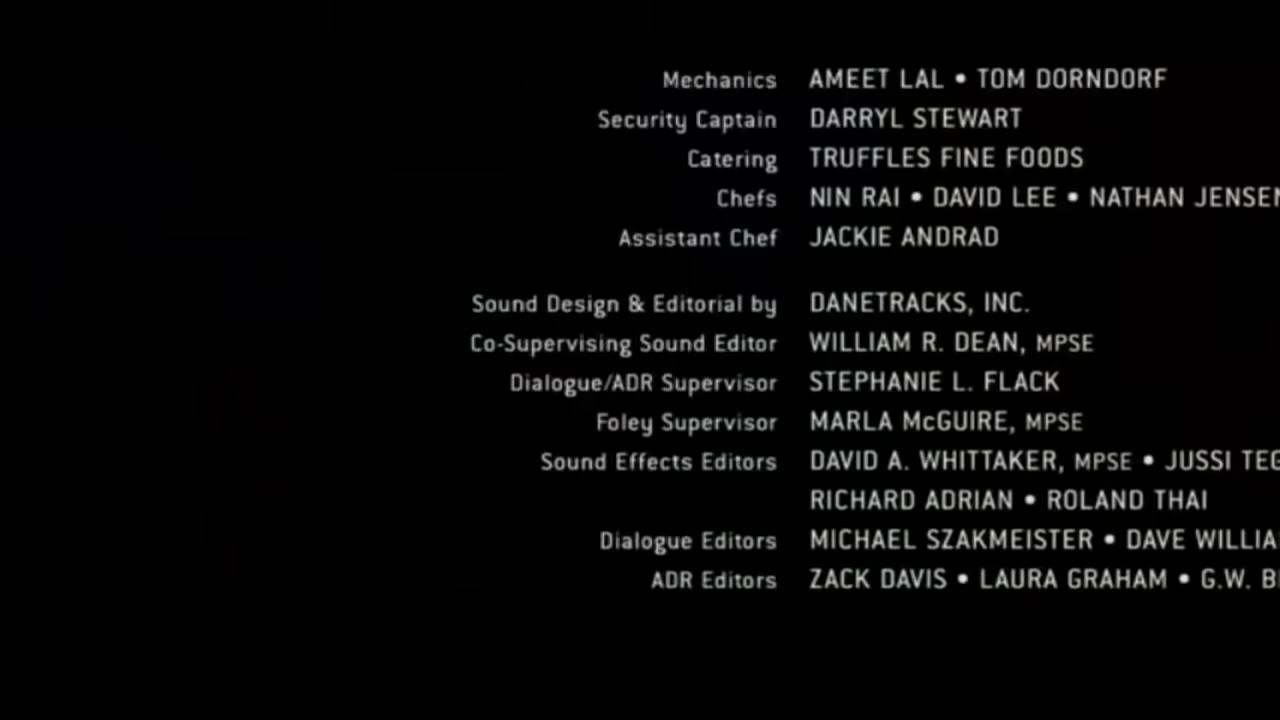 Mechanics AMEET LAL • TOM DORNDORF
Security Captain DARRYL STEWART
Catering TRUFFLES FINE FOODS
Chefs NIN RAI • DAVID LEE • NATHAN JENSEN
Assistant Chef JACKIE ANDRAD
Sound Design & Editorial by DANETRACKS, INC.
Co-Supervising Sound Editor WILLIAM R. DEAN, MPSE
Dialogue/ADR Supervisor STEPHANIE L. FLACK
Foley Supervisor MARLA McGUIRE, MPSE
Sound Effects Editors DAVID A. WHITTAKER, MPSE • JUSSI
RICHARD ADRIAN • ROLAND THAI
Dialogue Editors MICHAEL SZAKMEISTER • DAVE
ADR Editors ZACK DAVIS • LAURA GRAHAM • G.W.